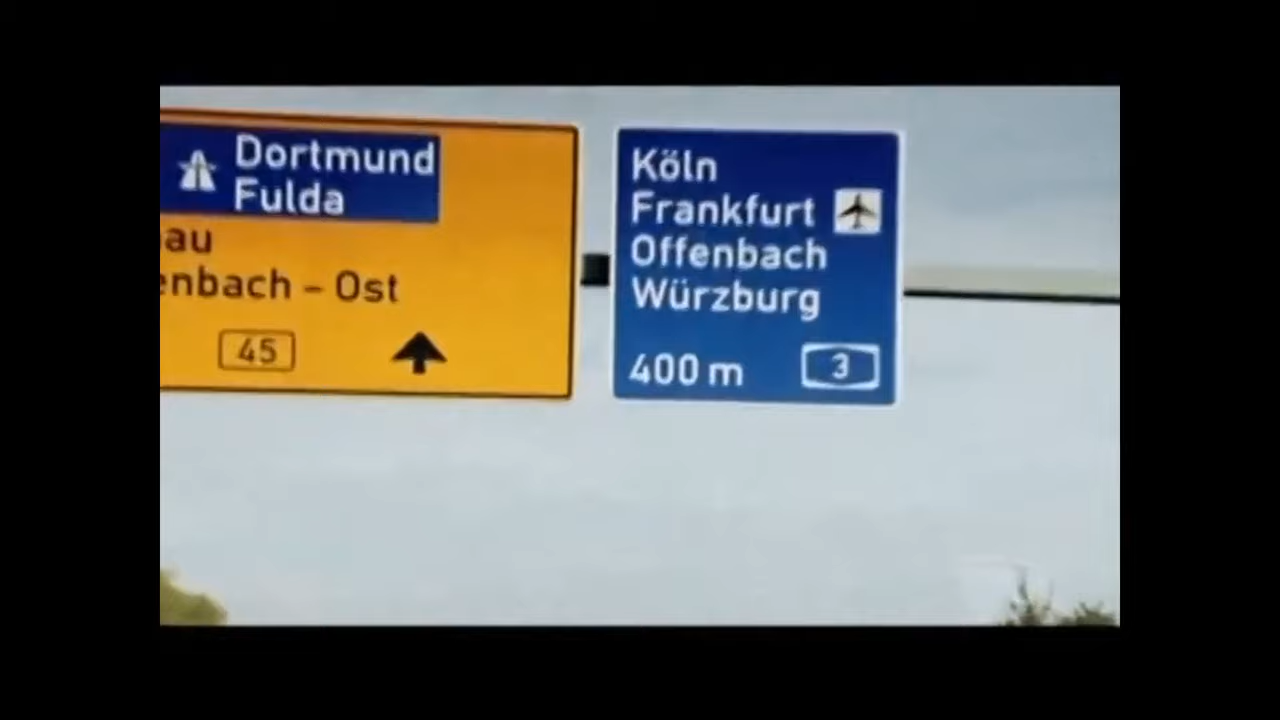 Dortmund
Fulda
au
enbach - Ost
45
Köln
Frankfurt
Offenbach
Würzburg
400 m
3